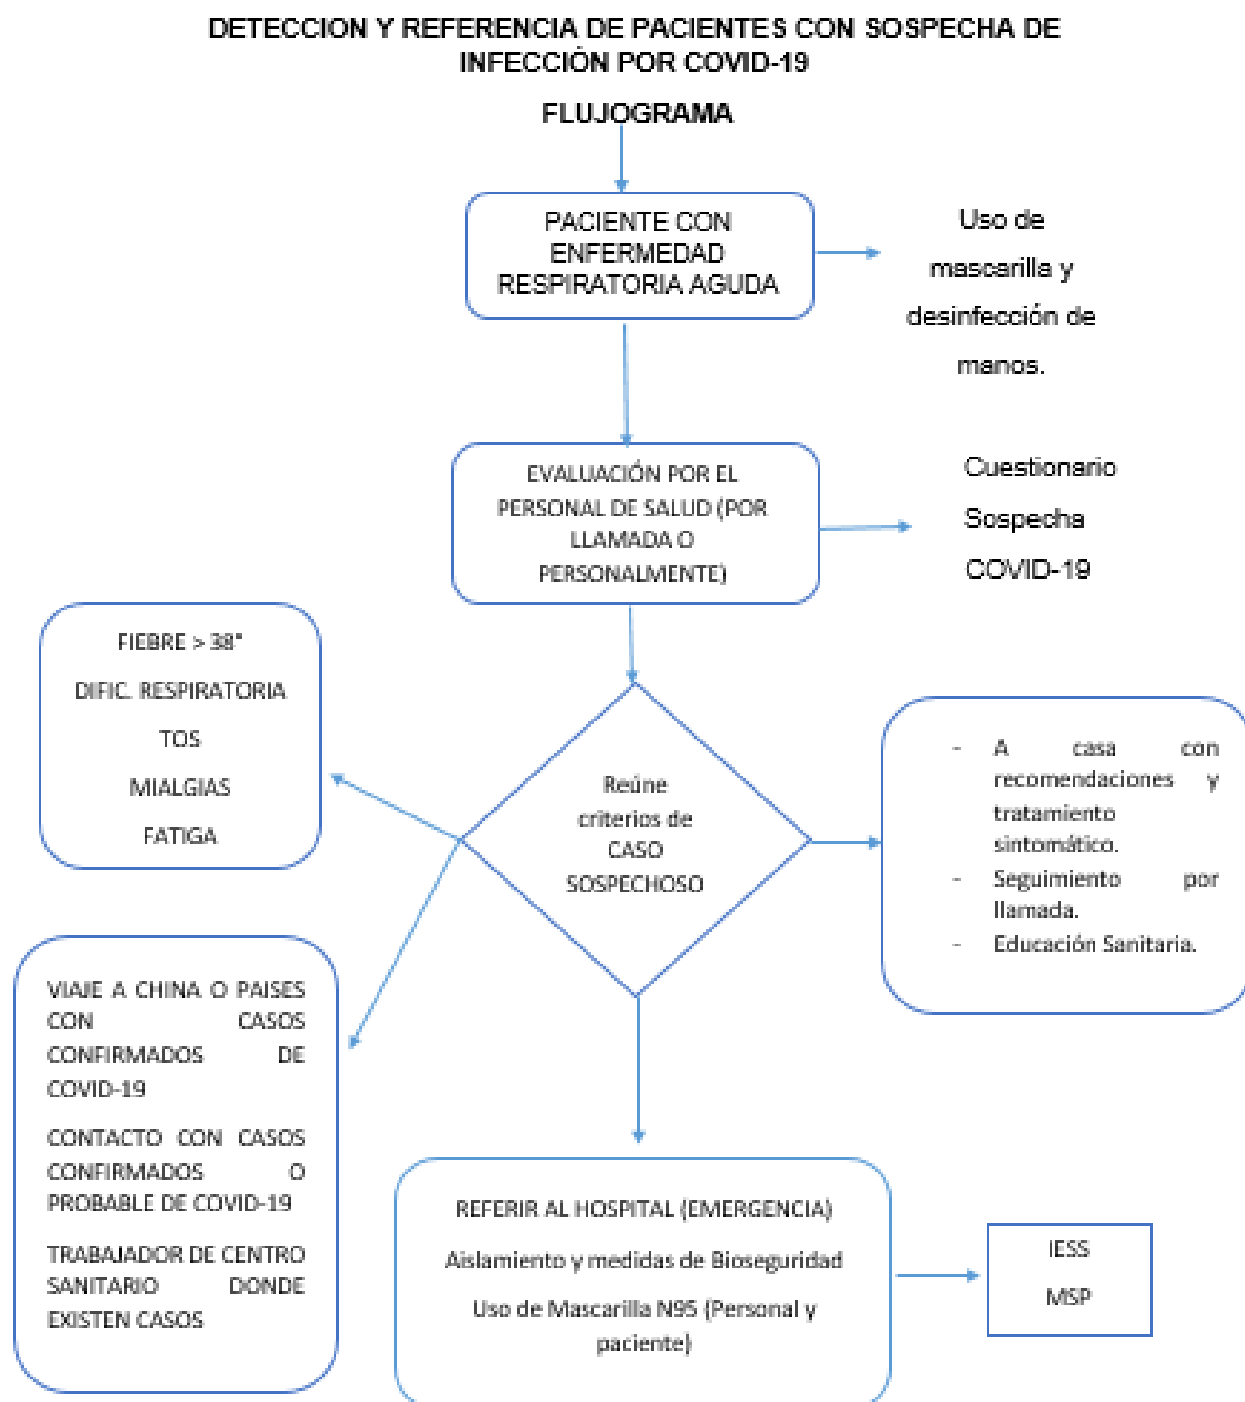 DETECCION Y REFERENCIA DE PACIENTES CON SOSPECHA DE
INFECCIÓN POR COVID-19
FLUJOGRAMA
PACIENTE CON
ENFERMEDAD
RESPIRATORIA AGUDA
Uso de
mascarilla y
desinfección de
manos.
EVALUACIÓN POR EL
PERSONAL DE SALUD (POR
LLAMADA O
PERSONALMENTE)
Cuestionario
Sospecha
COVID-19
FIEBRE > 38°
DIFIC. RESPIRATORIA
TOS
MIALGIAS
FATIGA
Reúne
criterios de
CASO
SOSPECHOSO
- A casa con
recomendaciones y
tratamiento
sintomático.
- Seguimiento por
llamada.
- Educación Sanitaria.
VIAJE A CHINA O PAISES
CON CASOS
CONFIRMADOS DE
COVID-19
CONTACTO CON CASOS
CONFIRMADOS O
PROBABLE DE COVID-19
TRABAJADOR DE CENTRO
SANITARIO DONDE
EXISTEN CASOS
REFERIR AL HOSPITAL (EMERGENCIA)
Aislamiento y medidas de Bioseguridad
Uso de Mascarilla N95 (Personal y
paciente)
IESS
MSP